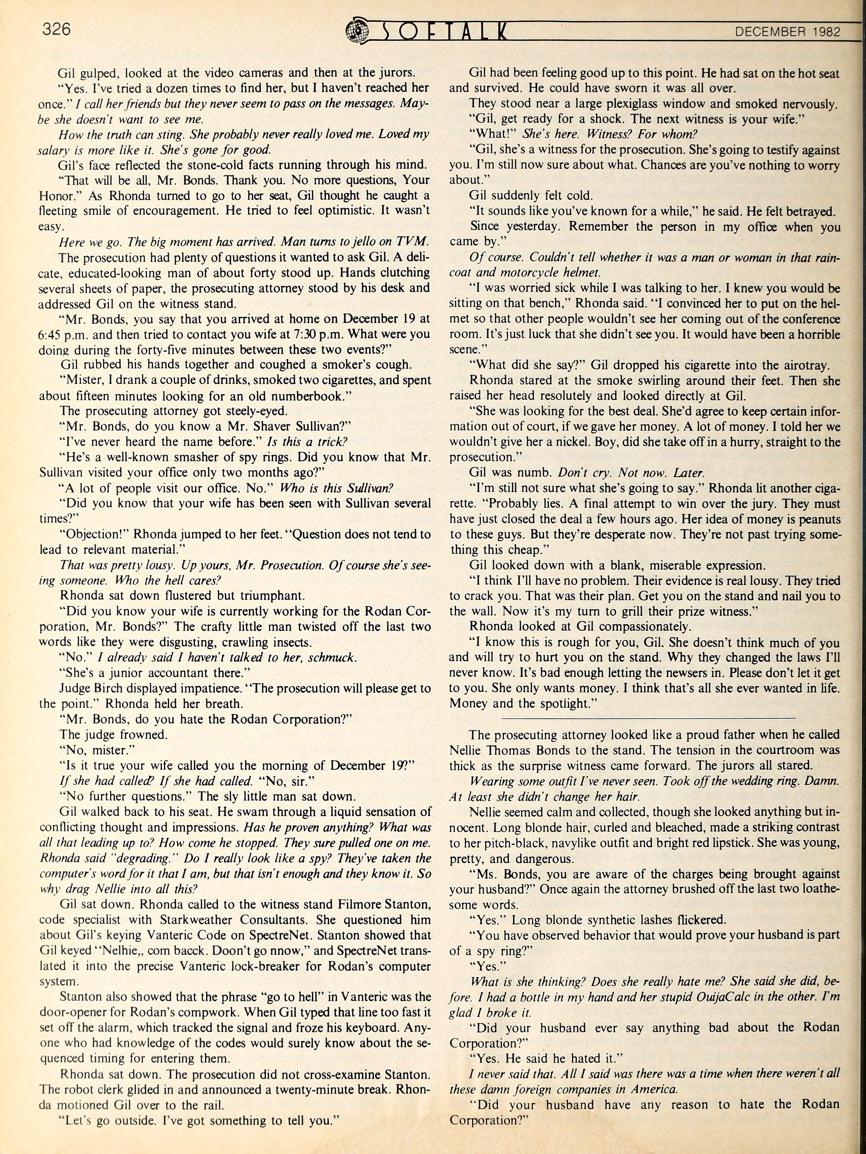 326
SOFTALK
DECEMBER 1982
Gil gulped, looked at the video cameras and then at the jurors.
"Yes. I've tried a dozen times to find her, but I haven't reached her
once." I call her friends but they never seem to pass on the messages. May-
be she doesn't want to see me.
How the truth can sting. She probably never really loved me. Loved my
salary is more like it. She's gone for good.
Gil's face reflected the stone-cold facts running through his mind.
"That will be all, Mr. Bonds. Thank you. No more questions, Your
Honor." As Rhonda turned to go to her seat, Gil thought he caught a
fleeting smile of encouragement. He tried to feel optimistic. It wasn't
easy.
Here we go. The big moment has arrived. Man turns to jello on TVM.
The prosecution had plenty of questions it wanted to ask Gil. A deli-
cate, educated-looking man of about forty stood up. Hands clutching
several sheets of paper, the prosecuting attorney stood by his desk and
addressed Gil on the witness stand.
"Mr. Bonds, you say that you arrived at home on December 19 at
6:45 p.m. and then tried to contact you wife at 7:30 p.m. What were you
doing during the forty-five minutes between these two events?"
Gil rubbed his hands together and coughed a smoker's cough.
"Mister, I drank a couple of drinks, smoked two cigarettes, and spent
about fifteen minutes looking for an old numberbook."
The prosecuting attorney got steely-eyed.
"Mr. Bonds, do you know a Mr. Shaver Sullivan?"
"I've never heard the name before." Is this a trick?
"He's a well-known smasher of spy rings. Did you know that Mr.
Sullivan visited your office only two months ago?"
"A lot of people visit our office. No." Who is this Sullivan?
"Did you know that your wife has been seen with Sullivan several
times?"
"Objection!" Rhonda jumped to her feet. "Question does not tend to
lead to relevant material."
That was pretty lousy. Up yours, Mr. Prosecution. Of course she's see-
ing someone. Who the hell cares?
Rhonda sat down flustered but triumphant.
"Did you know your wife is currently working for the Rodan Cor-
poration, Mr. Bonds?" The crafty little man twisted off the last two
words like they were disgusting, crawling insects.
"No." I already said I haven't talked to her, schmuck.
"She's a junior accountant there."
Judge Birch displayed impatience. "The prosecution will please get to
the point." Rhonda held her breath.
"Mr. Bonds, do you hate the Rodan Corporation?"
The judge frowned.
"No, mister."
"Is it true your wife called you the morning of December 19?"
If she had called? If she had called. "No, sir."
"No further questions." The sly little man sat down.
Gil walked back to his seat. He swam through a liquid sensation of
conflicting thought and impressions. Has he proven anything? What was
all that leading up to? How come he stopped. They sure pulled one on me.
Rhonda said "degrading." Do I really look like a spy? They've taken the
computer's word for it that I am, but that isn't enough and they know it. So
why drag Nellie into all this?
Gil sat down. Rhonda called to the witness stand Filmore Stanton,
code specialist with Starkweather Consultants. She questioned him
about Gil's keying Vanteric Code on SpectreNet. Stanton showed that
Gil keyed "Nelhie,, com bacck. Doon't go nnow," and SpectreNet trans-
lated it into the precise Vanteric lock-breaker for Rodan's computer
system.
Stanton also showed that the phrase "go to hell" in Vanteric was the
door-opener for Rodan's compwork. When Gil typed that line too fast it
set off the alarm, which tracked the signal and froze his keyboard. Any-
one who had knowledge of the codes would surely know about the se-
quenced timing for entering them.
Rhonda sat down. The prosecution did not cross-examine Stanton.
The robot clerk glided in and announced a twenty-minute break. Rhon-
da motioned Gil over to the rail.
"Let's go outside. I've got something to tell you."
Gil had been feeling good up to this point. He had sat on the hot seat
and survived. He could have sworn it was all over.
They stood near a large plexiglass window and smoked nervously.
"Gil, get ready for a shock. The next witness is your wife."
"What!" She's here. Witness? For whom?
"Gil, she's a witness for the prosecution. She's going to testify against
you. I'm still now sure about what. Chances are you've nothing to worry
about."
Gil suddenly felt cold.
"It sounds like you've known for a while," he said. He felt betrayed.
Since yesterday. Remember the person in my office when you
came by."
Of course. Couldn't tell whether it was a man or woman in that rain-
coat and motorcycle helmet.
"I was worried sick while I was talking to her. I knew you would be
sitting on that bench," Rhonda said. "I convinced her to put on the hel-
met so that other people wouldn't see her coming out of the conference
room. It's just luck that she didn't see you. It would have been a horrible
scene."
"What did she say?" Gil dropped his cigarette into the airotray.
Rhonda stared at the smoke swirling around their feet. Then she
raised her head resolutely and looked directly at Gil.
"She was looking for the best deal. She'd agree to keep certain infor-
mation out of court, if we gave her money. A lot of money. I told her we
wouldn't give her a nickel. Boy, did she take off in a hurry, straight to the
prosecution."
Gil was numb. Don't cry. Not now. Later.
"I'm still not sure what she's going to say." Rhonda lit another ciga-
rette. "Probably lies. A final attempt to win over the jury. They must
have just closed the deal a few hours ago. Her idea of money is peanuts
to these guys. But they're desperate now. They're not past trying some-
thing this cheap."
Gil looked down with a blank, miserable expression.
"I think I'll have no problem. Their evidence is real lousy. They tried
to crack you. That was their plan. Get you on the stand and nail you to
the wall. Now it's my turn to grill their prize witness."
Rhonda looked at Gil compassionately.
"I know this is rough for you, Gil. She doesn't think much of you
and will try to hurt you on the stand. Why they changed the laws I'll
never know. It's bad enough letting the newsers in. Please don't let it get
to you. She only wants money. I think that's all she ever wanted in life.
Money and the spotlight."
The prosecuting attorney looked like a proud father when he called
Nellie Thomas Bonds to the stand. The tension in the courtroom was
thick as the surprise witness came forward. The jurors all stared.
Wearing some outfit I've never seen. Took off the wedding ring. Damn.
At least she didn't change her hair.
Nellie seemed calm and collected, though she looked anything but in-
nocent. Long blonde hair, curled and bleached, made a striking contrast
to her pitch-black, navylike outfit and bright red lipstick. She was young,
pretty, and dangerous.
"Ms. Bonds, you are aware of the charges being brought against
your husband?" Once again the attorney brushed off the last two loathe-
some words.
"Yes." Long blonde synthetic lashes flickered.
"You have observed behavior that would prove your husband is part
of a spy ring?"
"Yes."
What is she thinking? Does she really hate me? She said she did, be-
fore. I had a bottle in my hand and her stupid OuijaCalc in the other. I'm
glad I broke it.
"Did your husband ever say anything bad about the Rodan
Corporation?"
"Yes. He said he hated it."
I never said that. All I said was there was a time when there weren't all
these damn foreign companies in America.
"Did your husband have any reason to hate the Rodan
Corporation?"